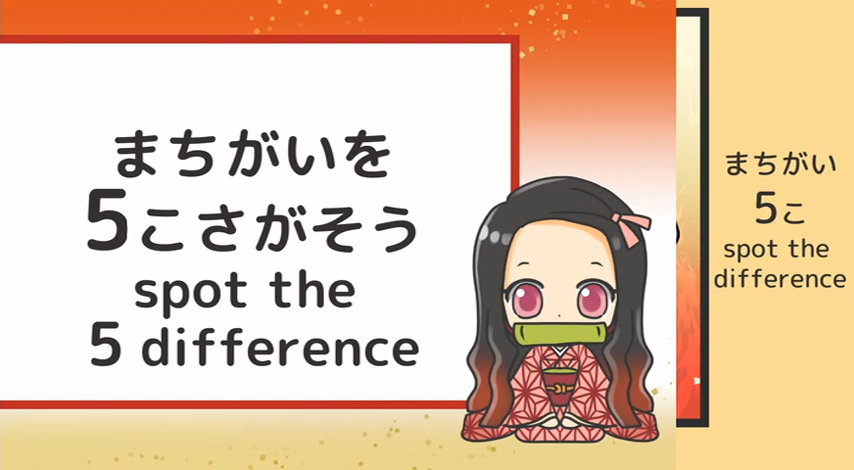 まちがいを
5こさがそう
spot the
5 difference
まちがい
5こ
spot the
difference